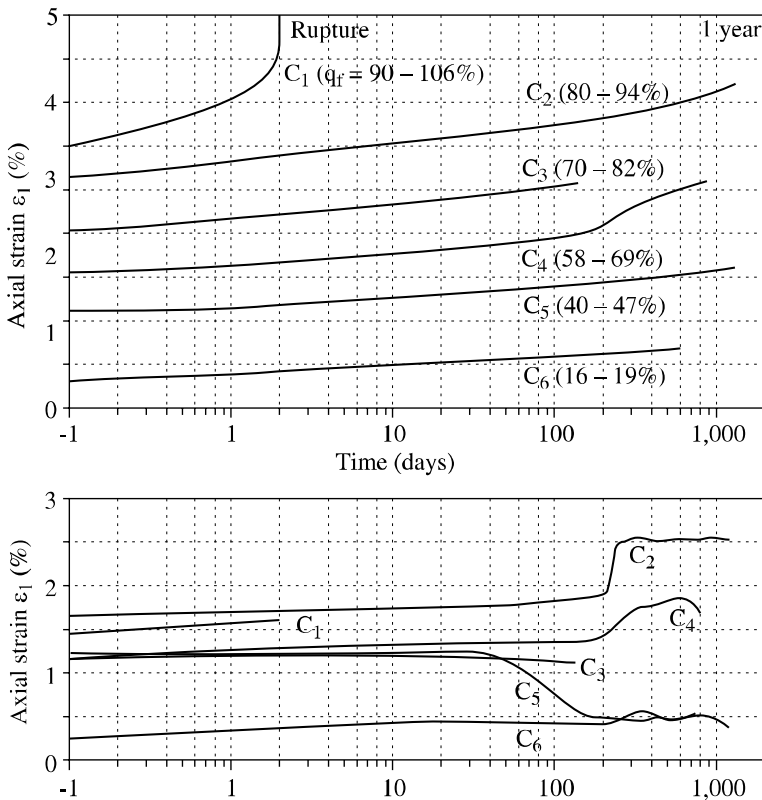 Rupture
1 year
C1 (qf = 90 – 106%)
C2 (80 – 94%)
C3 (70 – 82%)
C4 (58 – 69%)
C5 (40 – 47%)
C6 (16 – 19%)
Axial strain ε1 (%)
5
4
3
2
1
0
-1
1
10
100
1,000
Time (days)
Axial strain ε1 (%)
3
2
1
0
C2
C1
C4
C3
C5
C6
-1
1
10
100
1,000